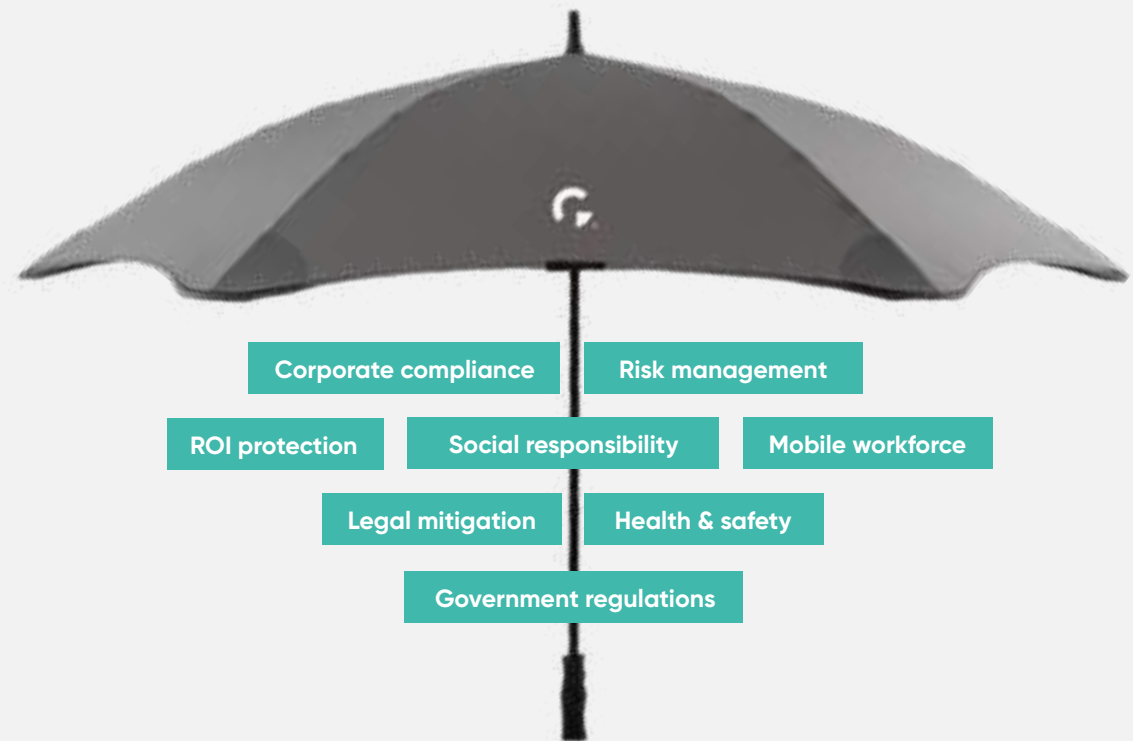 Corporate compliance
Risk management
ROI protection
Social responsibility
Mobile workforce
Legal mitigation
Health & safety
Government regulations